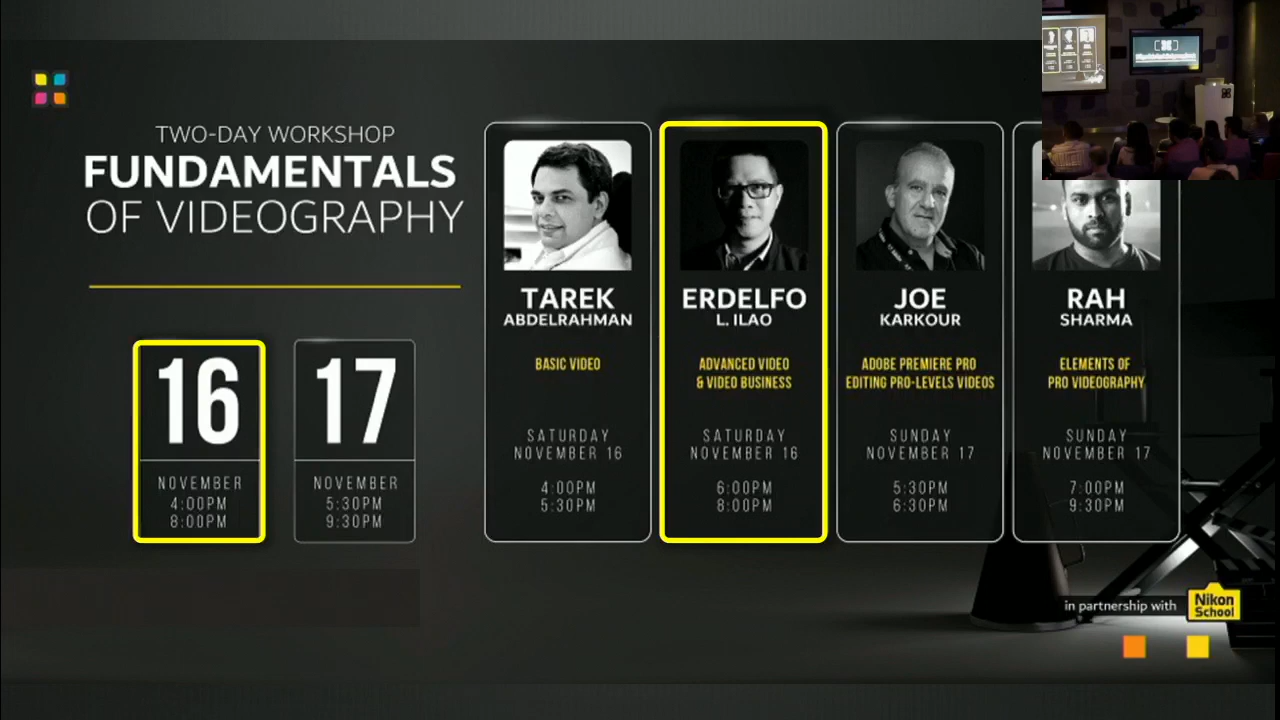 TWO-DAY WORKSHOP
FUNDAMENTALS
OF VIDEOGRAPHY
16
NOVEMBER
4:00PM
8:00PM
17
NOVEMBER
5:30PM
9:30PM
TAREK
ABDELRAHMAN
BASIC VIDEO
SATURDAY
NOVEMBER 16
4:00PM
5:30PM
ERDELFO
L. ILAO
ADVANCED VIDEO
& VIDEO BUSINESS
SATURDAY
NOVEMBER 16
6:00PM
8:00PM
JOE
KARKOUR
ADOBE PREMIERE PRO
EDITING PRO-LEVELS VIDEOS
SUNDAY
NOVEMBER 17
5:30PM
6:30PM
RAH
SHARMA
ELEMENTS OF
PRO VIDEOGRAPHY
SUNDAY
NOVEMBER 17
7:00PM
9:30PM
in partnership with
Nikon
School